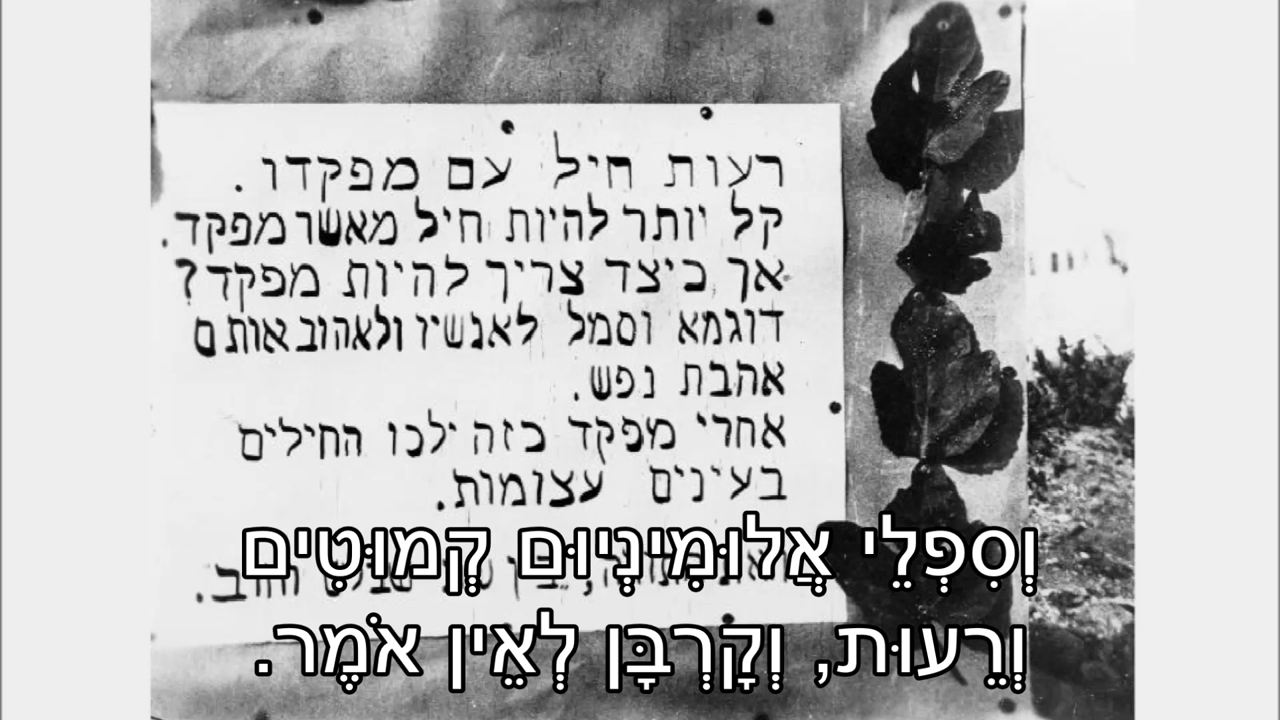 רעות חיל עם מפקדו.
קל יותר להיות חיל מאשר מפקד.
אך כיצד צריך להיות מפקד?
דוגמא וסמל לאנשיו ולאהוב אותם
אהבת נפש.
אחרי מפקד כזה ילכו החילים
בעינים עצומות.
וְסִפְלֵי אֲלוּמִינְיוּם קְמוּטִים
וְרֵעוּת, וְקָרְבָּן לְאֵין אֹמֶר.